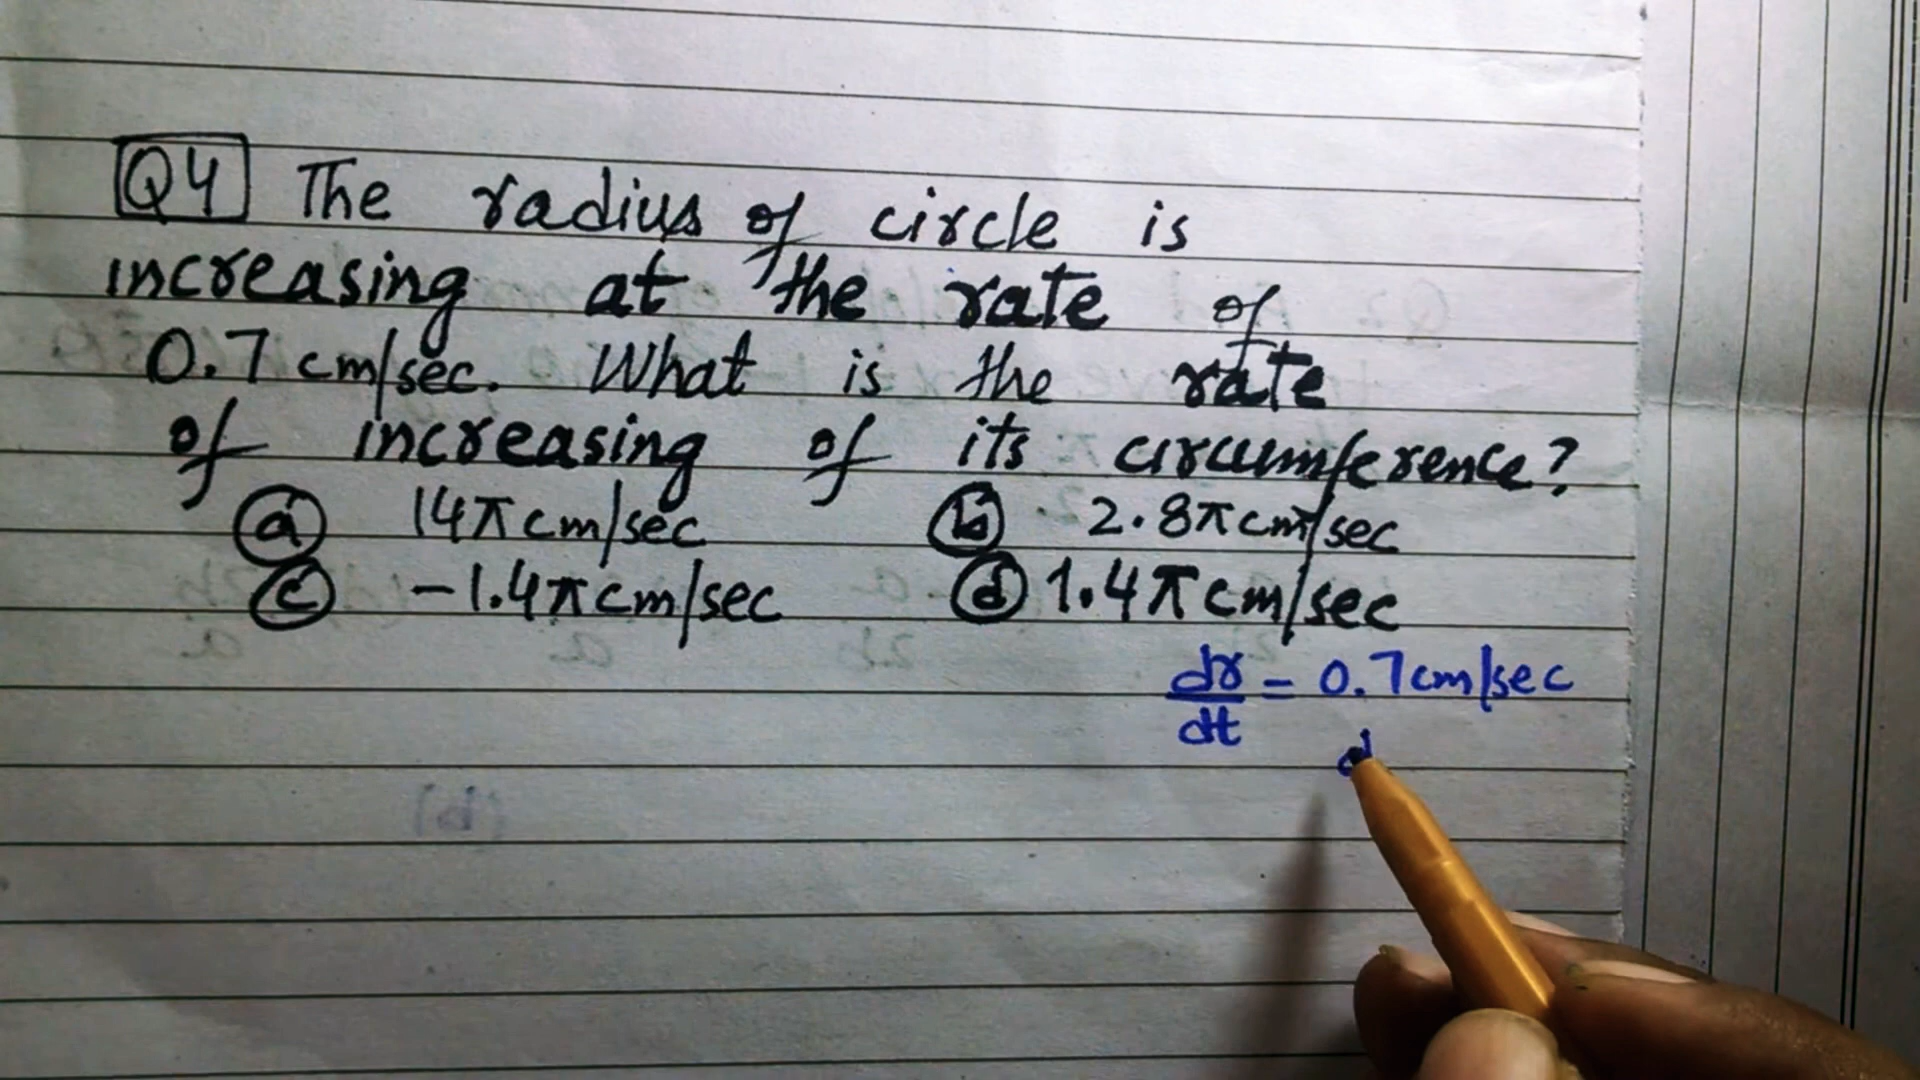 Q4 The radius of circle is
increasing at the rate of
0.7 cm/sec. What is the rate
of increasing of its circumference?
(a) 14π cm/sec (b) 2.8π cm/sec
(c) -1.4π cm/sec (d) 1.4π cm/sec
dr/dt = 0.7 cm/sec
d
(b)